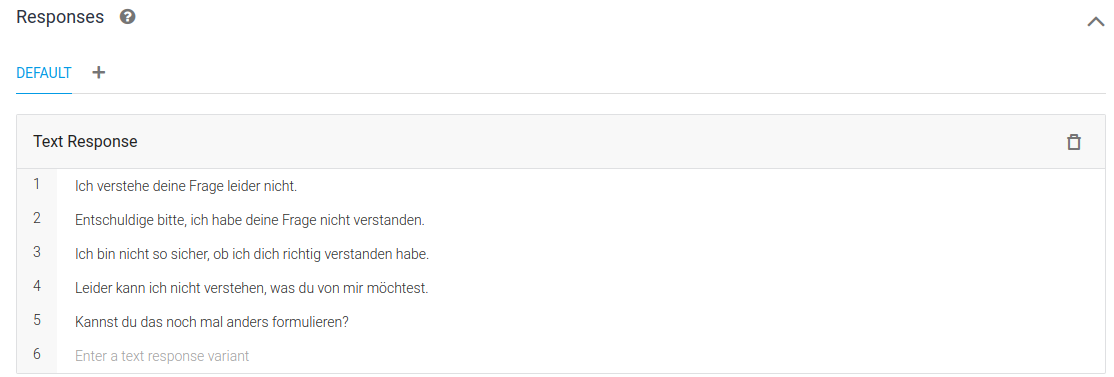 Responses ?
DEFAULT +
Text Response
1 Ich verstehe deine Frage leider nicht.
2 Entschuldige bitte, ich habe deine Frage nicht verstanden.
3 Ich bin nicht so sicher, ob ich dich richtig verstanden habe.
4 Leider kann ich nicht verstehen, was du von mir möchtest.
5 Kannst du das noch mal anders formulieren?
6 Enter a text response variant